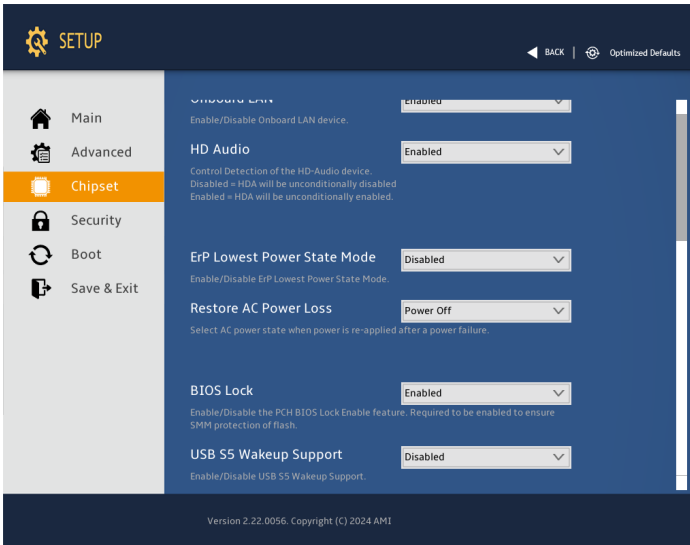 SETUP
BACK
Optimized Defaults
Main
Advanced
Chipset
Security
Boot
Save & Exit
Onboard LAN
Enabled
Enable/Disable Onboard LAN device.
HD Audio
Enabled
Control Detection of the HD-Audio device.
Disabled = HDA will be unconditionally disabled
Enabled = HDA will be unconditionally enabled.
ErP Lowest Power State Mode
Disabled
Enable/Disable ErP Lowest Power State Mode.
Restore AC Power Loss
Power Off
Select AC power state when power is re-applied after a power failure.
BIOS Lock
Enabled
Enable/Disable the PCH BIOS Lock Enable feature. Required to be enabled to ensure
SMM protection of flash.
USB S5 Wakeup Support
Disabled
Enable/Disable USB S5 Wakeup Support.
Version 2.22.0056. Copyright (C) 2024 AMI